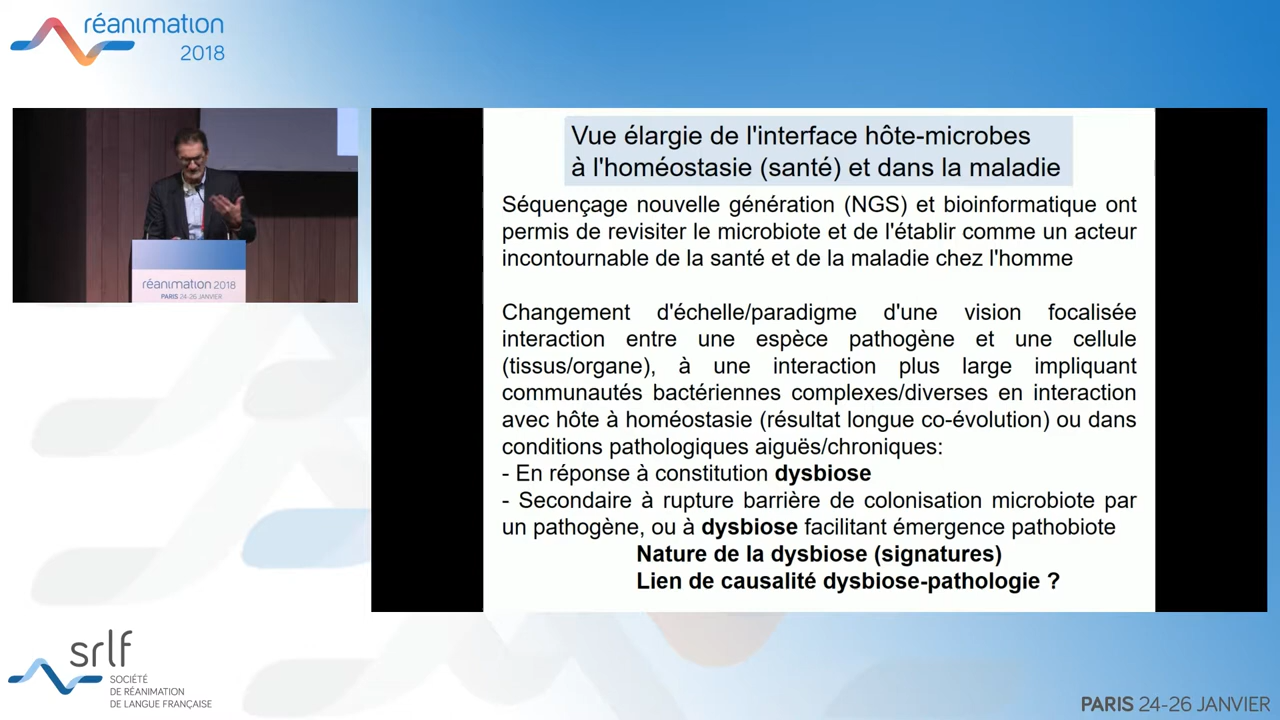 réanimation
2018
Vue élargie de l'interface hôte-microbes
à l'homéostasie (santé) et dans la maladie
Séquençage nouvelle génération (NGS) et bioinformatique ont
permis de revisiter le microbiote et de l'établir comme un acteur
incontournable de la santé et de la maladie chez l'homme
Changement d'échelle/paradigme d'une vision focalisée
interaction entre une espèce pathogène et une cellule
(tissus/organe), à une interaction plus large impliquant
communautés bactériennes complexes/diverses en interaction
avec hôte à homéostasie (résultat longue co-évolution) ou dans
conditions pathologiques aiguës/chroniques:
- En réponse à constitution dysbiose
- Secondaire à rupture barrière de colonisation microbiote par
un pathogène, ou à dysbiose facilitant émergence pathobiote
Nature de la dysbiose (signatures)
Lien de causalité dysbiose-pathologie ?
réanimation 2018
PARIS 24-26 JANVIER
srlf
SOCIÉTÉ
DE RÉANIMATION
DE LANGUE FRANÇAISE
PARIS 24-26 JANVIER